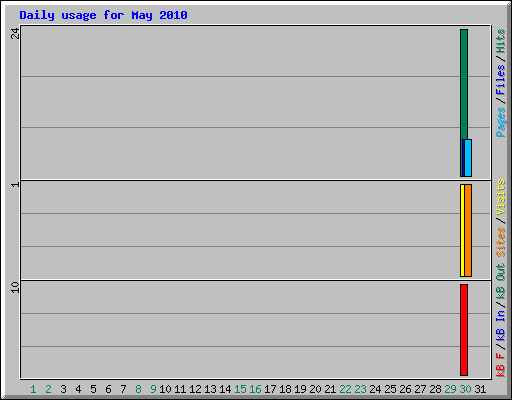 Daily usage for May 2010
24
1
10
Pages / Files / Hits
Sites / Visits
kB F / kB In / kB Out
1 2 3 4 5 6 7 8 9 10 11 12 13 14 15 16 17 18 19 20 21 22 23 24 25 26 27 28 29 30 31